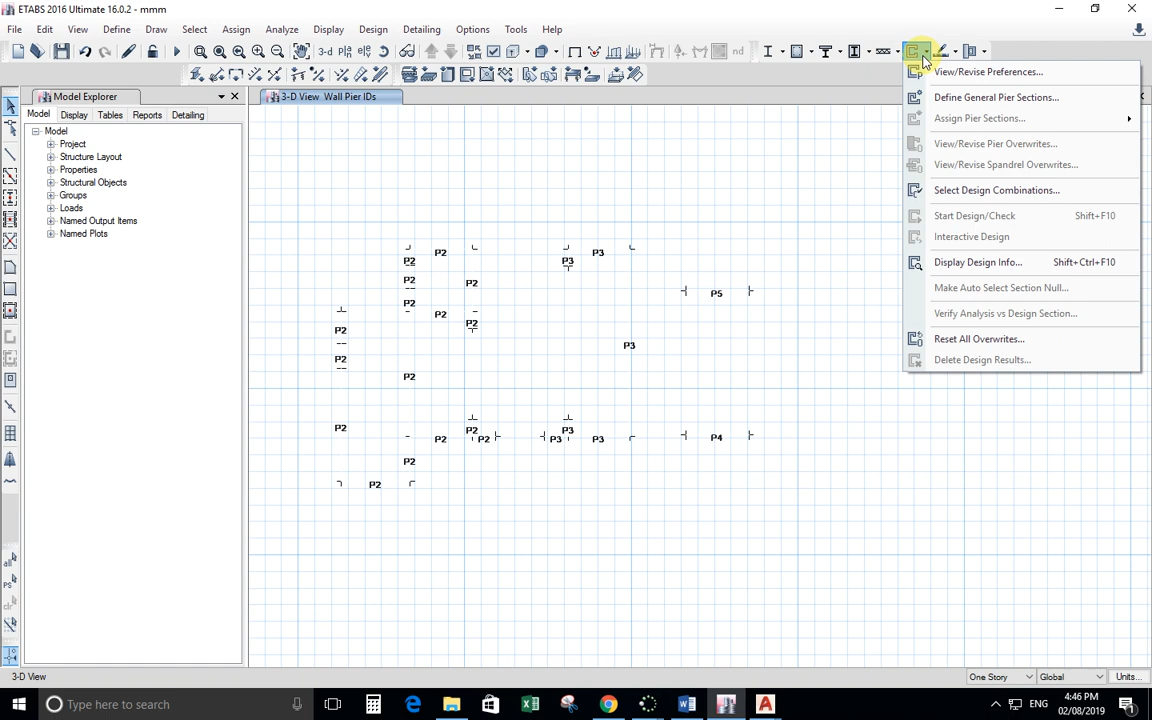 ETABS 2016 Ultimate 16.0.2 - mmm
File Edit View Define Draw Select Assign Analyze Display Design Detailing Options Tools Help
3-d
nd
Model Explorer
3-D View Wall Pier IDs
Model Display Tables Reports Detailing
Model
Project
Structure Layout
Properties
Structural Objects
Groups
Loads
Named Output Items
Named Plots
View/Revise Preferences...
Define General Pier Sections...
Assign Pier Sections...
View/Revise Pier Overwrites...
View/Revise Spandrel Overwrites...
Select Design Combinations...
Start Design/Check Shift+F10
Interactive Design
Display Design Info... Shift+Ctrl+F10
Make Auto Select Section Null...
Verify Analysis vs Design Section...
Reset All Overwrites...
Delete Design Results...
P2 P3
P2 P3
P2 P2
P5
P2
P2
P2 P2
P3
P2
P2
P2
P2 P3
P2 P2 P2 P3 P3 P4
P2
P2
all
PS
clr
3-D View
One Story Global Units...
Type here to search
ENG
4:46 PM
02/08/2019
1